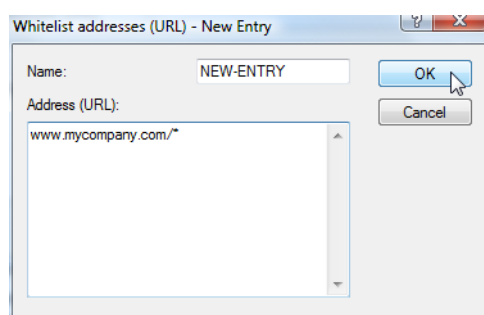 Whitelist addresses (URL) - New Entry
Name: NEW-ENTRY OK
Address (URL): Cancel
www.mycompany.com/*